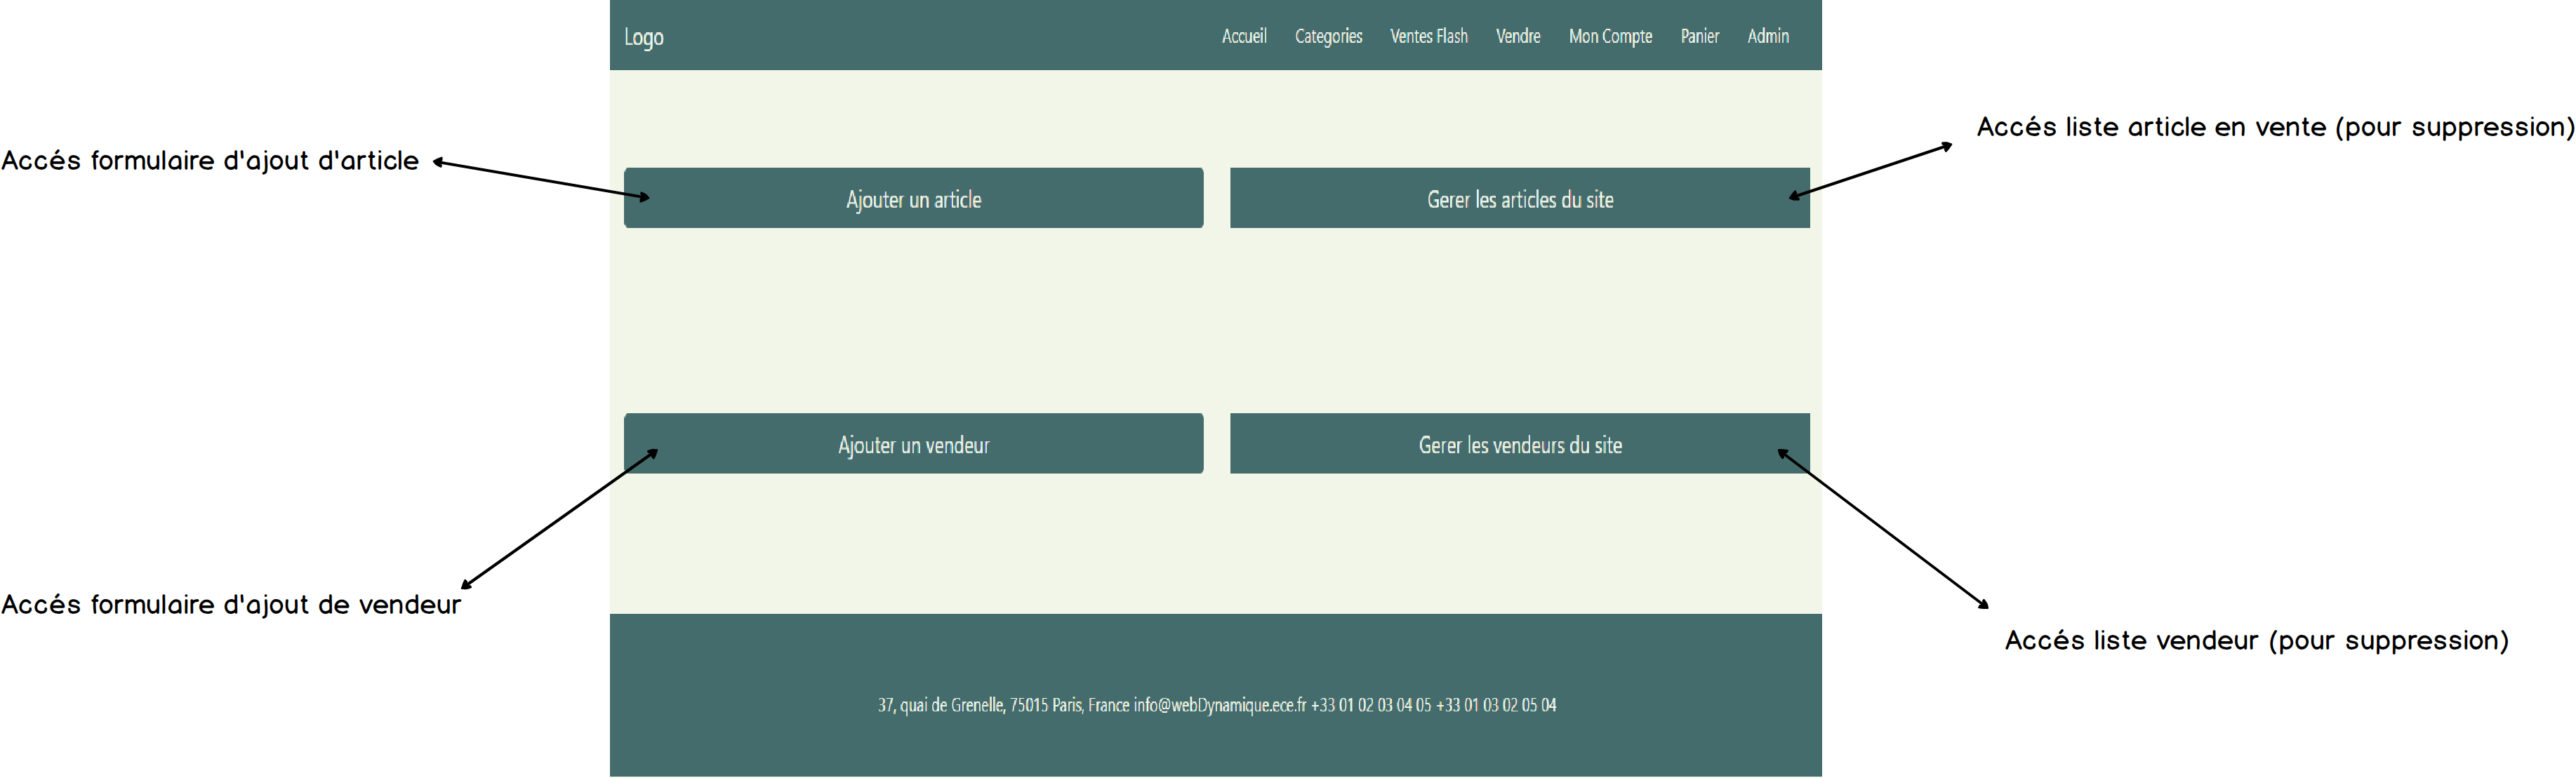 Logo
Accueil Categories Ventes Flash Vendre Mon Compte Panier Admin
Accés formulaire d'ajout d'article
Accés liste article en vente (pour suppression)
Ajouter un article
Gerer les articles du site
Ajouter un vendeur
Gerer les vendeurs du site
Accés formulaire d'ajout de vendeur
Accés liste vendeur (pour suppression)
37, quai de Grenelle, 75015 Paris, France info@webDynamique.ece.fr +33 01 02 03 04 05 +33 01 03 02 05 04